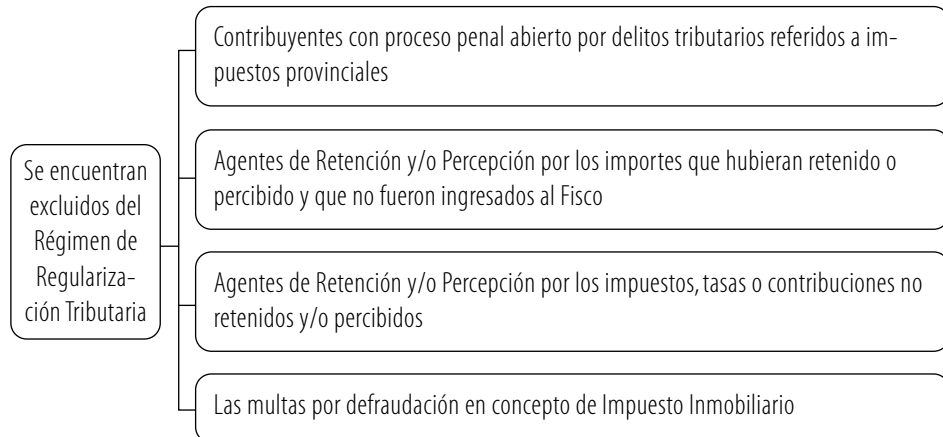 Contribuyentes con proceso penal abierto por delitos tributarios referidos a im-
puestos provinciales
Se encuentran
excluidos del
Régimen de
Regulariza-
ción Tributaria
Agentes de Retención y/o Percepción por los importes que hubieran retenido o
percibido y que no fueron ingresados al Fisco
Agentes de Retención y/o Percepción por los impuestos, tasas o contribuciones no
retenidos y/o percibidos
Las multas por defraudación en concepto de Impuesto Inmobiliario